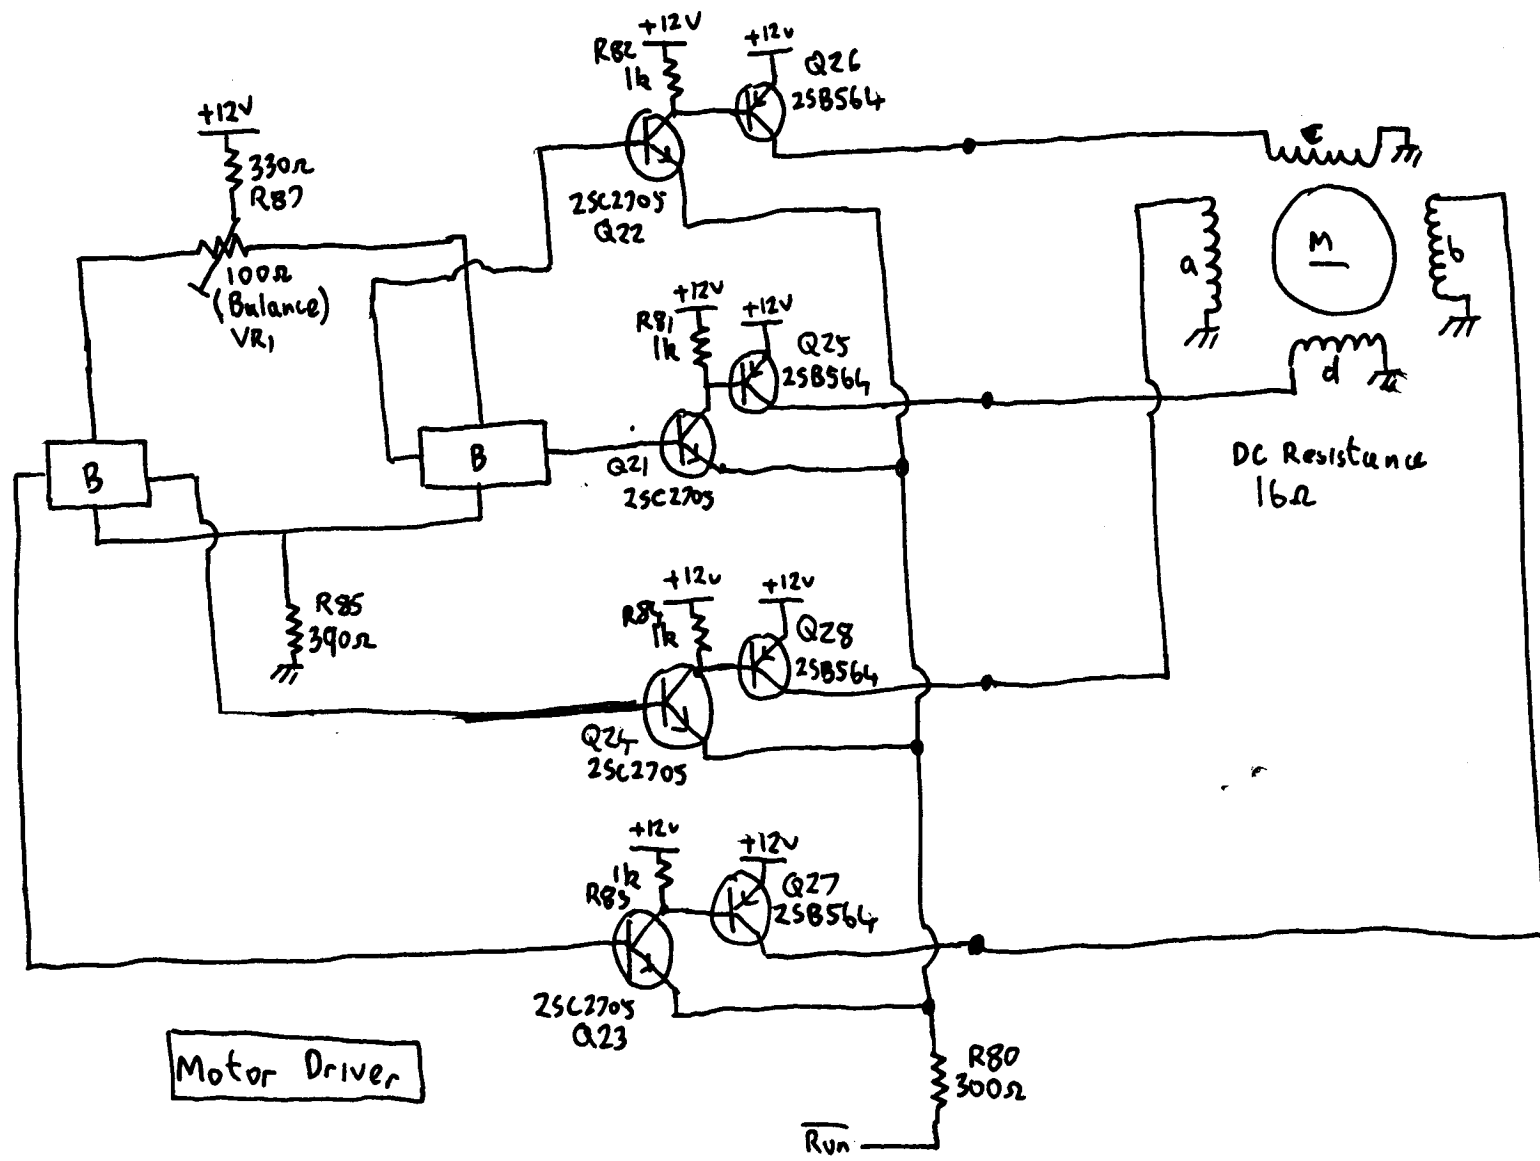 +12V
R82
1k
+12V
Q26
2SB564
+12V
330Ω
R87
100Ω
(Balance)
VR1
2SC2705
Q22
c
a
M
b
d
+12V
R81
1k
+12V
Q25
2SB564
B
B
Q21
2SC2705
DC Resistance
16Ω
R85
390Ω
+12V
R84
1k
+12V
Q28
2SB564
Q24
2SC2705
+12V
1k
R83
+12V
Q27
2SB564
2SC2705
Q23
Motor Driver
R80
300Ω
Run